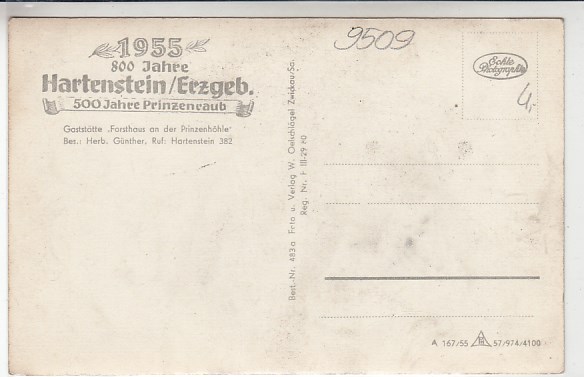 1955
800 Jahre
Hartenstein/Erzgeb.
500 Jahre Prinzenraub
Gaststätte „Forsthaus an der Prinzenhöhle"
Bes.: Herb. Günther, Ruf: Hartenstein 382
Best.-Nr. 483a Foto u. Verlag W. Oelschlägel Zwickau/Sa.
Reg. Nr. F III-29 60
9509
Echte
Photographie
4,-
A 167/55 57/974/4100